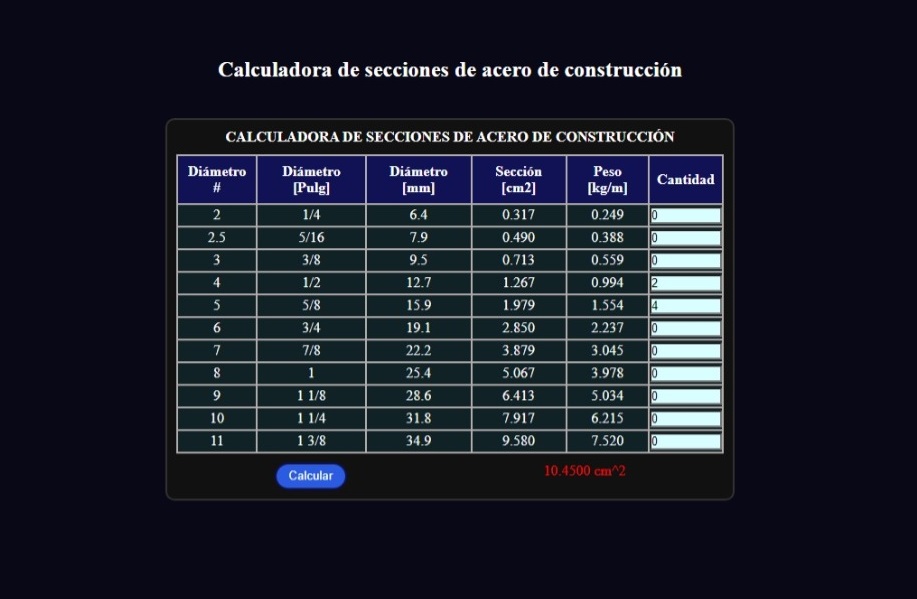 Calculadora de secciones de acero de construcción
CALCULADORA DE SECCIONES DE ACERO DE CONSTRUCCIÓN
Diámetro # Diámetro [Pulg] Diámetro [mm] Sección [cm2] Peso [kg/m] Cantidad
2 1/4 6.4 0.317 0.249 0
2.5 5/16 7.9 0.490 0.388 0
3 3/8 9.5 0.713 0.559 0
4 1/2 12.7 1.267 0.994 2
5 5/8 15.9 1.979 1.554 4
6 3/4 19.1 2.850 2.237 0
7 7/8 22.2 3.879 3.045 0
8 1 25.4 5.067 3.978 0
9 1 1/8 28.6 6.413 5.034 0
10 1 1/4 31.8 7.917 6.215 0
11 1 3/8 34.9 9.580 7.520 0
Calcular 10.4500 cm^2